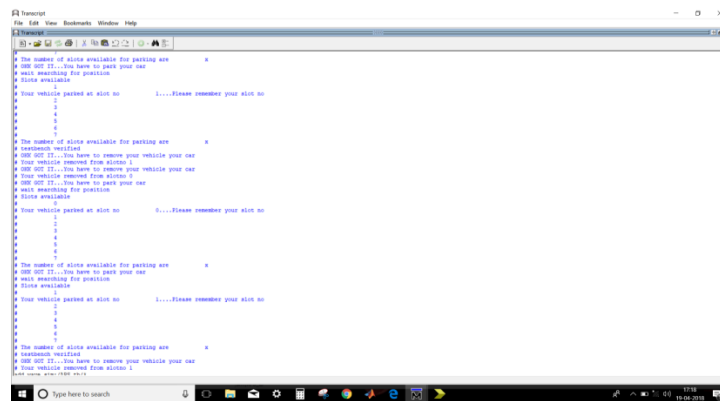 Transcript
File Edit View Bookmarks Window Help
Transcript
# 7
# The number of slots available for parking are x
# OHK GOT IT...You have to park your car
# wait searching for position
# Slots available
# 1
# Your vehicle parked at slot no 1....Please remember your slot no
# 2
# 3
# 4
# 5
# 6
# 7
# The number of slots available for parking are x
# testbench verified
# OHK GOT IT...You have to remove your vehicle your car
# Your vehicle removed from slotno 1
# OHK GOT IT...You have to remove your vehicle your car
# Your vehicle removed from slotno 0
# OHK GOT IT...You have to park your car
# wait searching for position
# Slots available
# 0
# Your vehicle parked at slot no 0....Please remember your slot no
# 1
# 2
# 3
# 4
# 5
# 6
# 7
# The number of slots available for parking are x
# OHK GOT IT...You have to park your car
# wait searching for position
# Slots available
# 1
# Your vehicle parked at slot no 1....Please remember your slot no
# 2
# 3
# 4
# 5
# 6
# 7
# The number of slots available for parking are x
# testbench verified
# OHK GOT IT...You have to remove your vehicle your car
# Your vehicle removed from slotno 1
Type here to search
17:18
19-04-2018